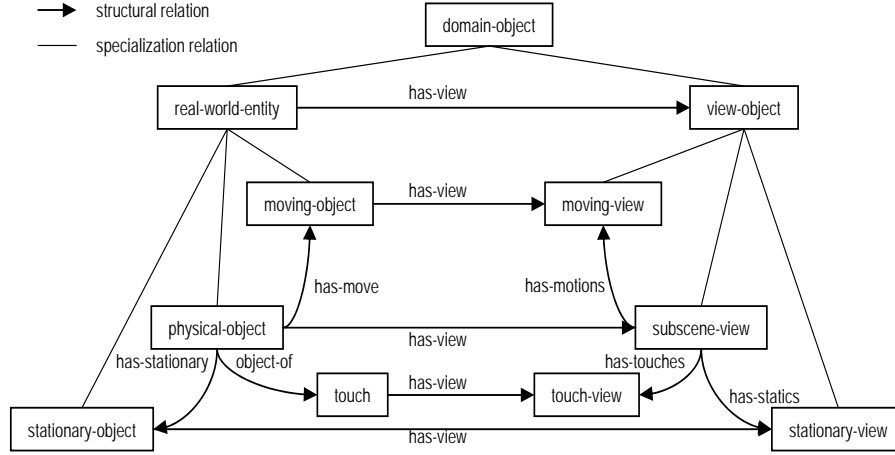 structural relation
domain-object
specialization relation
has-view
real-world-entity
view-object
has-view
moving-object
moving-view
has-move
has-motions
physical-object
subscene-view
has-view
has-stationary
object-of
has-touches
has-view
touch
touch-view
has-statics
stationary-object
stationary-view
has-view